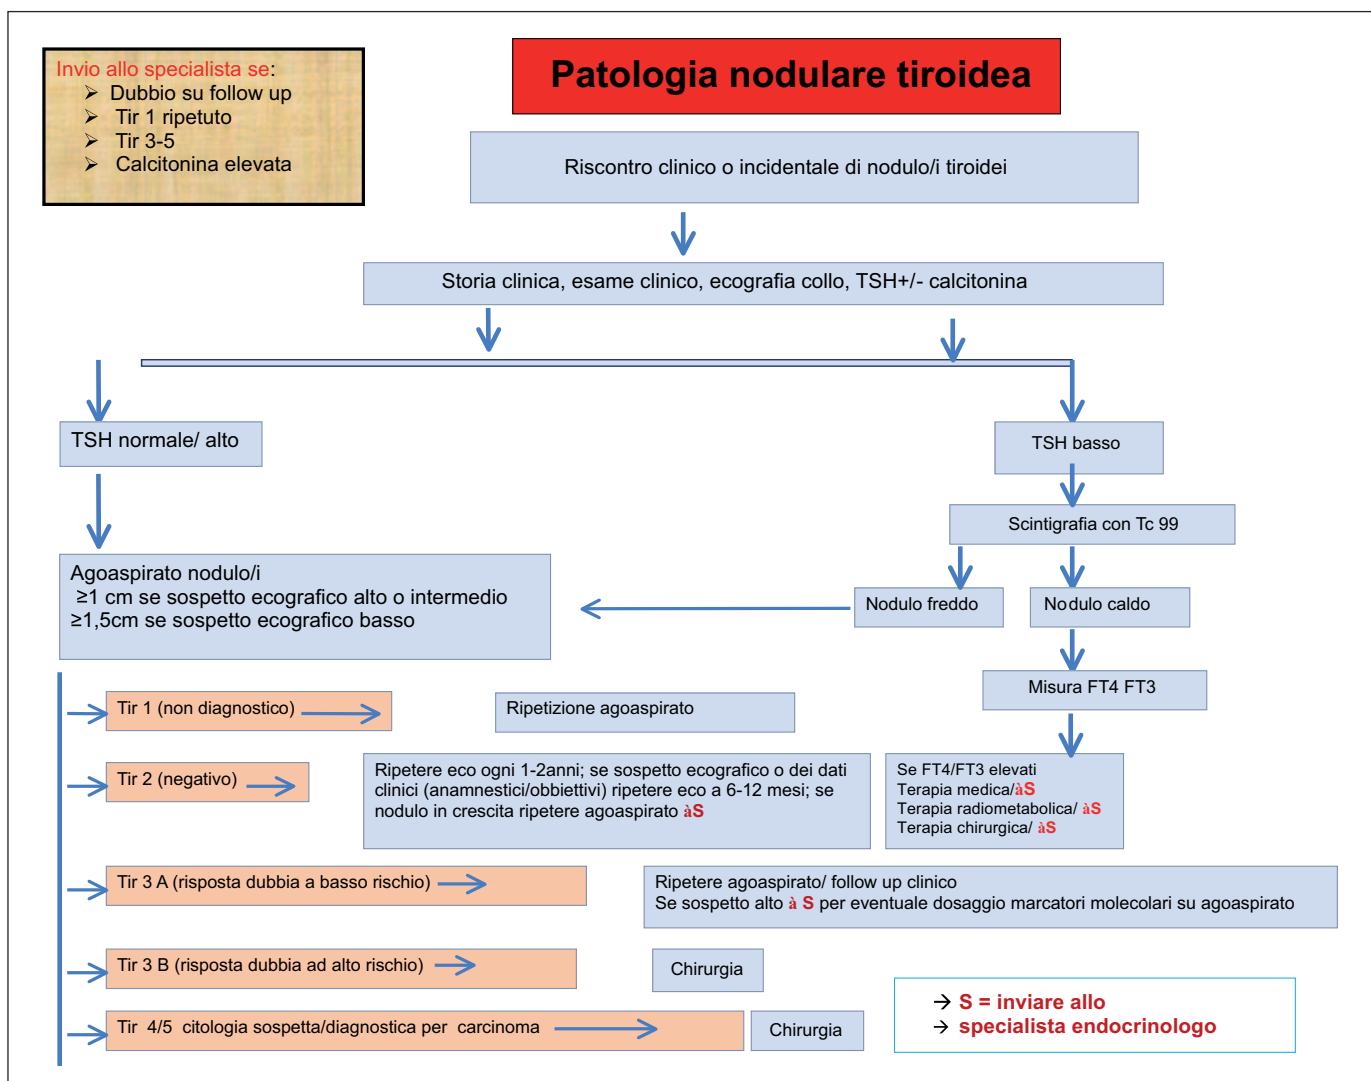 Invio allo specialista se:
➢ Dubbio su follow up
➢ Tir 1 ripetuto
➢ Tir 3-5
➢ Calcitonina elevata
Patologia nodulare tiroidea
Riscontro clinico o incidentale di nodulo/i tiroidei
Storia clinica, esame clinico, ecografia collo, TSH+/- calcitonina
TSH normale/ alto
TSH basso
Scintigrafia con Tc 99
Agoaspirato nodulo/i
≥1 cm se sospetto ecografico alto o intermedio
≥1,5cm se sospetto ecografico basso
Nodulo freddo
Nodulo caldo
Misura FT4 FT3
Tir 1 (non diagnostico)
Ripetizione agoaspirato
Tir 2 (negativo)
Ripetere eco ogni 1-2anni; se sospetto ecografico o dei dati
clinici (anamnestici/obbiettivi) ripetere eco a 6-12 mesi; se
nodulo in crescita ripetere agoaspirato àS
Se FT4/FT3 elevati
Terapia medica/àS
Terapia radiometabolica/ àS
Terapia chirurgica/ àS
Tir 3 A (risposta dubbia a basso rischio)
Ripetere agoaspirato/ follow up clinico
Se sospetto alto à S per eventuale dosaggio marcatori molecolari su agoaspirato
Tir 3 B (risposta dubbia ad alto rischio)
Chirurgia
Tir 4/5 citologia sospetta/diagnostica per carcinoma
Chirurgia
→ S = inviare allo
→ specialista endocrinologo